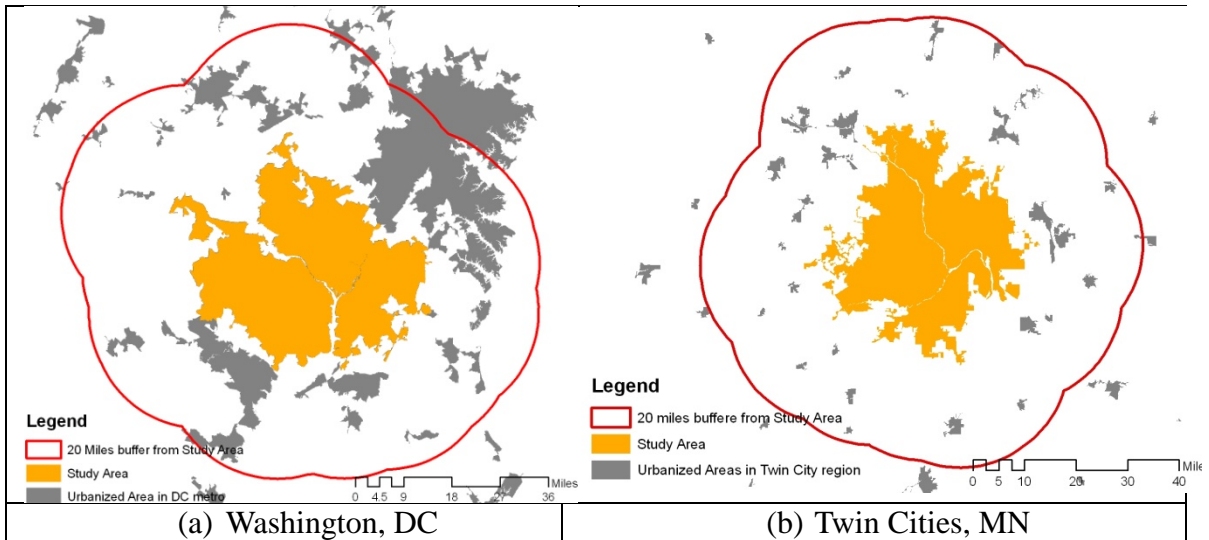 Legend
20 Miles buffer from Study Area
Study Area
Urbanized Area in DC metro
Miles
0 4.5 9 18 27 36
Legend
20 miles buffere from Study Area
Study Area
Urbanized Areas in Twin City region
Mile
0 5 10 20 30 40
(a) Washington, DC
(b) Twin Cities, MN